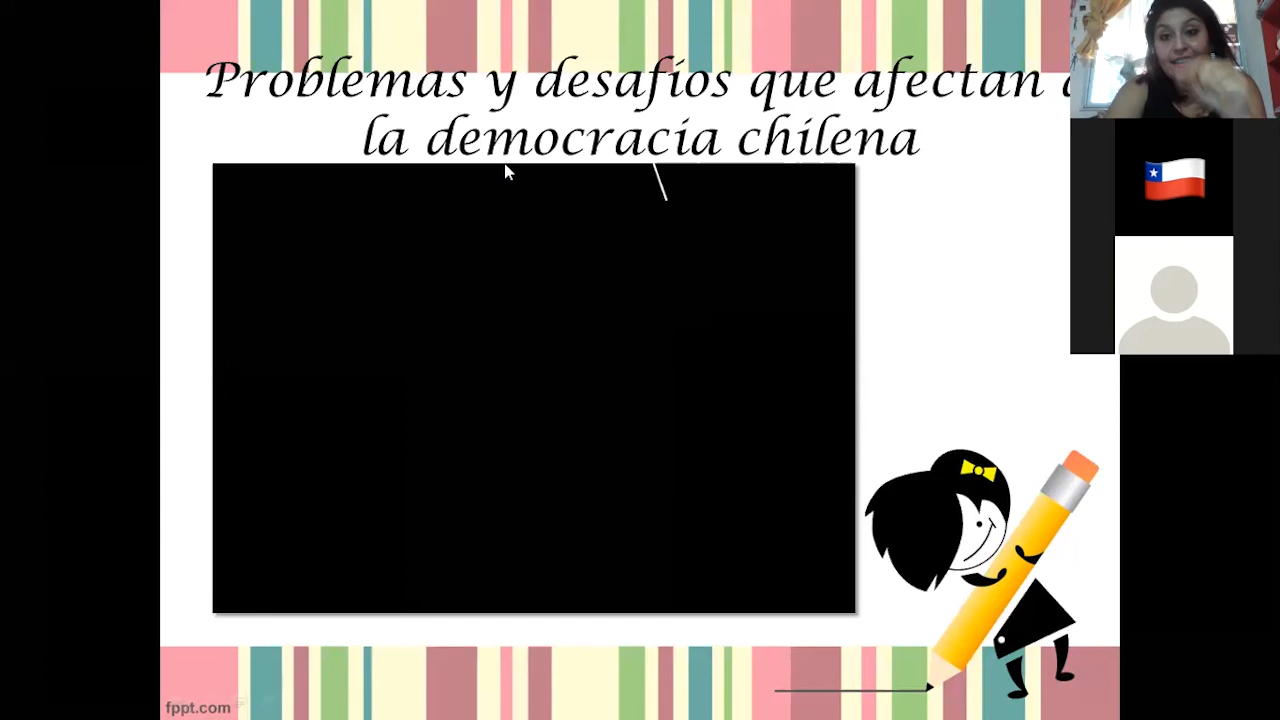 Problemas y desafíos que afectan
la democracia chilena
fppt.com